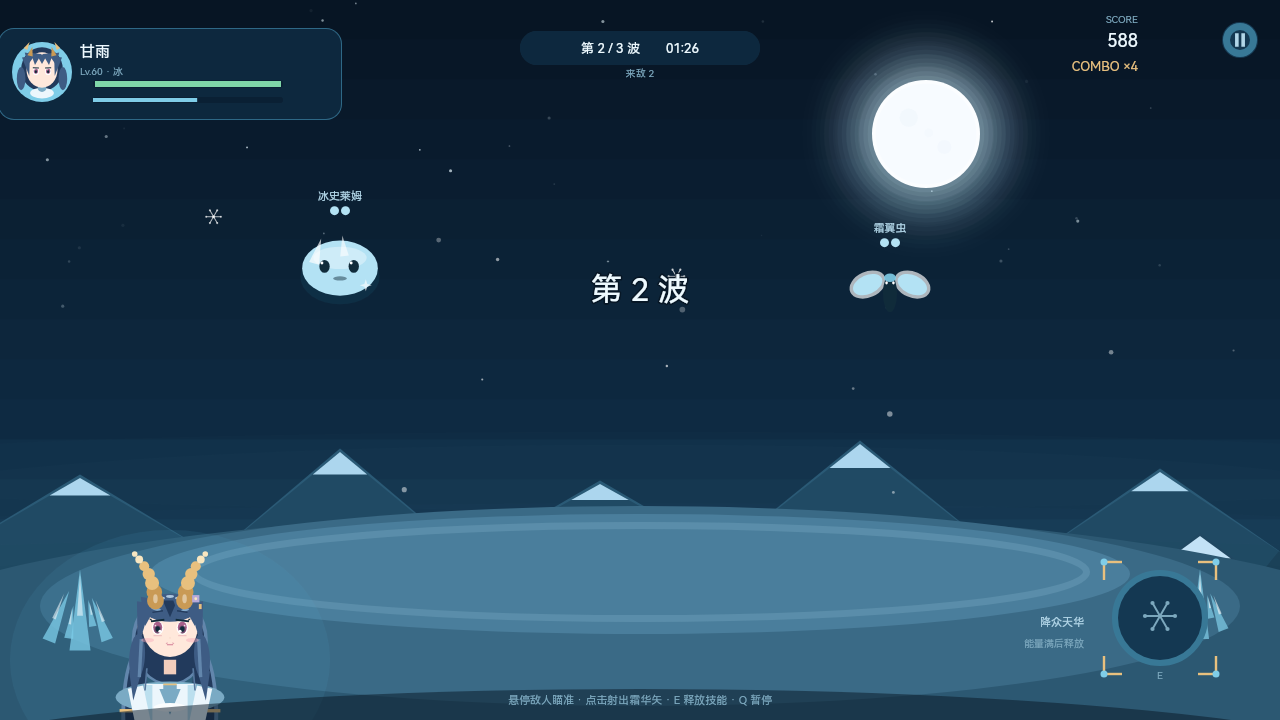 甘雨
Lv.60 · 冰
第 2 / 3 波 01:26
来敌 2
SCORE
588
COMBO ×4
冰史莱姆
霜翼虫
第 2 波
降众天华
能量满后释放
E
悬停敌人瞄准 · 点击射出霜华矢 · E 释放技能 · Q 暂停